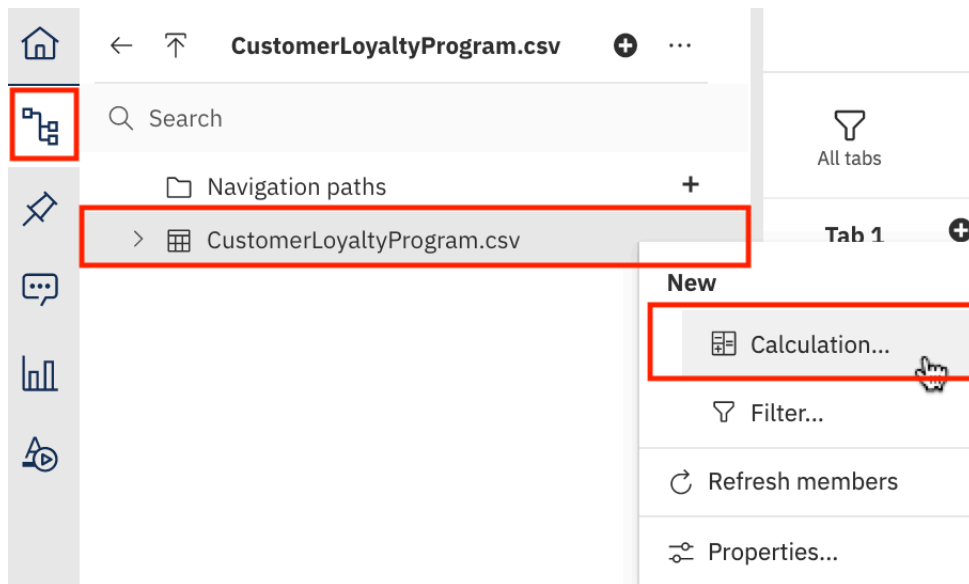 CustomerLoyaltyProgram.csv
Search
All tabs
Navigation paths
CustomerLoyaltyProgram.csv
Tab 1
New
Calculation...
Filter...
Refresh members
Properties...